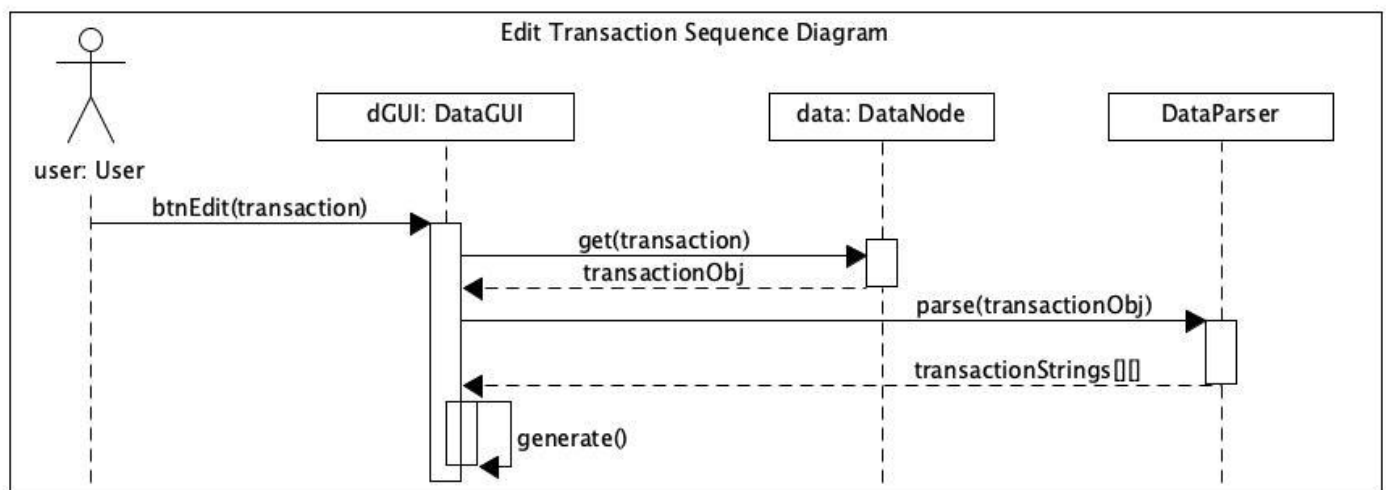 Edit Transaction Sequence Diagram
dGUI: DataGUI
data: DataNode
DataParser
user: User
btnEdit(transaction)
get(transaction)
transactionObj
parse(transactionObj)
transactionStrings[][]
generate()